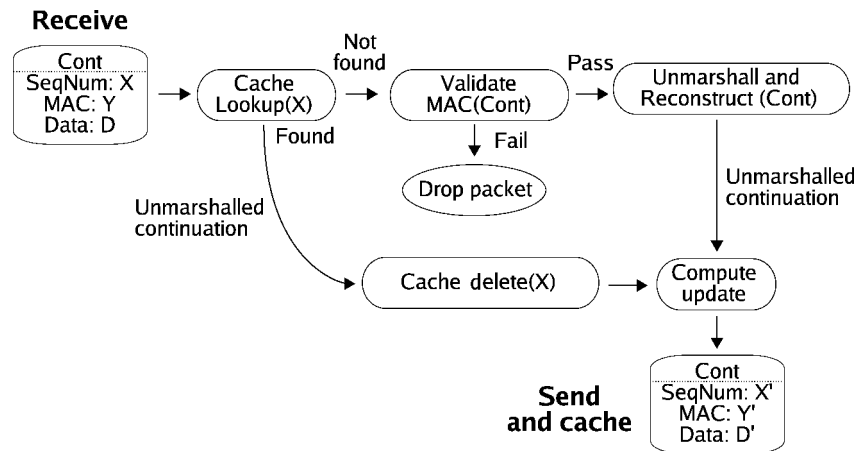 Receive
Cont
SeqNum: X
MAC: Y
Data: D
Cache
Lookup(X)
Not
found
Validate
MAC(Cont)
Pass
Unmarshall and
Reconstruct (Cont)
Found
Fail
Drop packet
Unmarshalled
continuation
Unmarshalled
continuation
Cache delete(X)
Compute
update
Send
and cache
Cont
SeqNum: X'
MAC: Y'
Data: D'